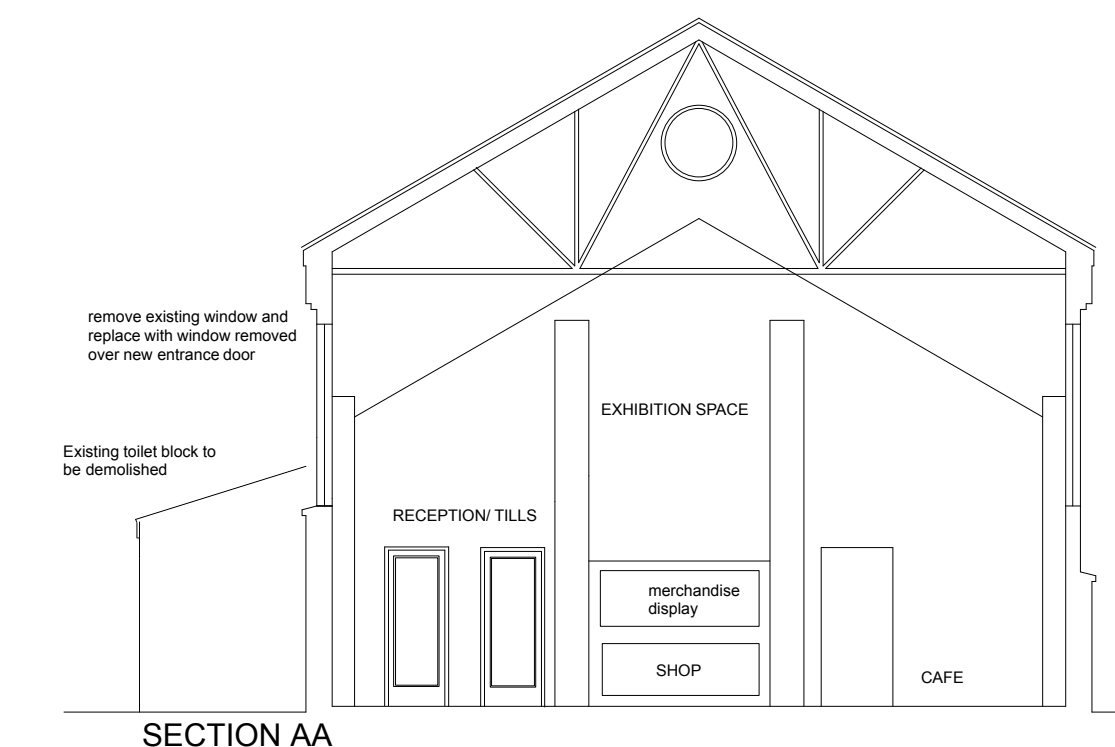 remove existing window and
replace with window removed
over new entrance door
EXHIBITION SPACE
Existing toilet block to
be demolished
RECEPTION/ TILLS
merchandise
display
SHOP
CAFE
SECTION AA